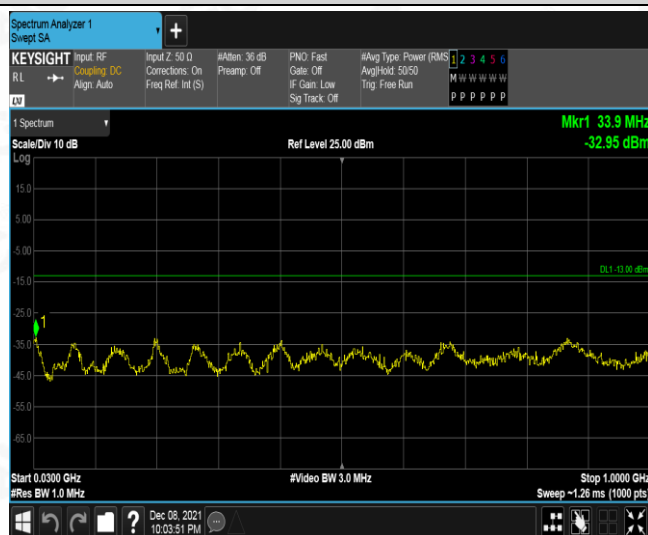 Spectrum Analyzer 1
Swept SA
+
KEYSIGHT
RL
LXI
Input: RF
Coupling: DC
Align: Auto
Input Z: 50 Ω
Corrections: On
Freq Ref: Int (S)
#Atten: 36 dB
Preamp: Off
PNO: Fast
Gate: Off
IF Gain: Low
Sig Track: Off
#Avg Type: Power (RMS
Avg|Hold: 50/50
Trig: Free Run
1 2 3 4 5 6
M W W W W W
P P P P P P
1 Spectrum
Scale/Div 10 dB
Ref Level 25.00 dBm
Mkr1 33.9 MHz
-32.95 dBm
Log
15.0
5.00
-5.00
DL1 -13.00 dBm
-15.0
-25.0
1
-35.0
-45.0
-55.0
-65.0
Start 0.0300 GHz
#Video BW 3.0 MHz
Stop 1.0000 GHz
#Res BW 1.0 MHz
Sweep ~1.26 ms (1000 pts)
?
Dec 08, 2021
10:03:51 PM